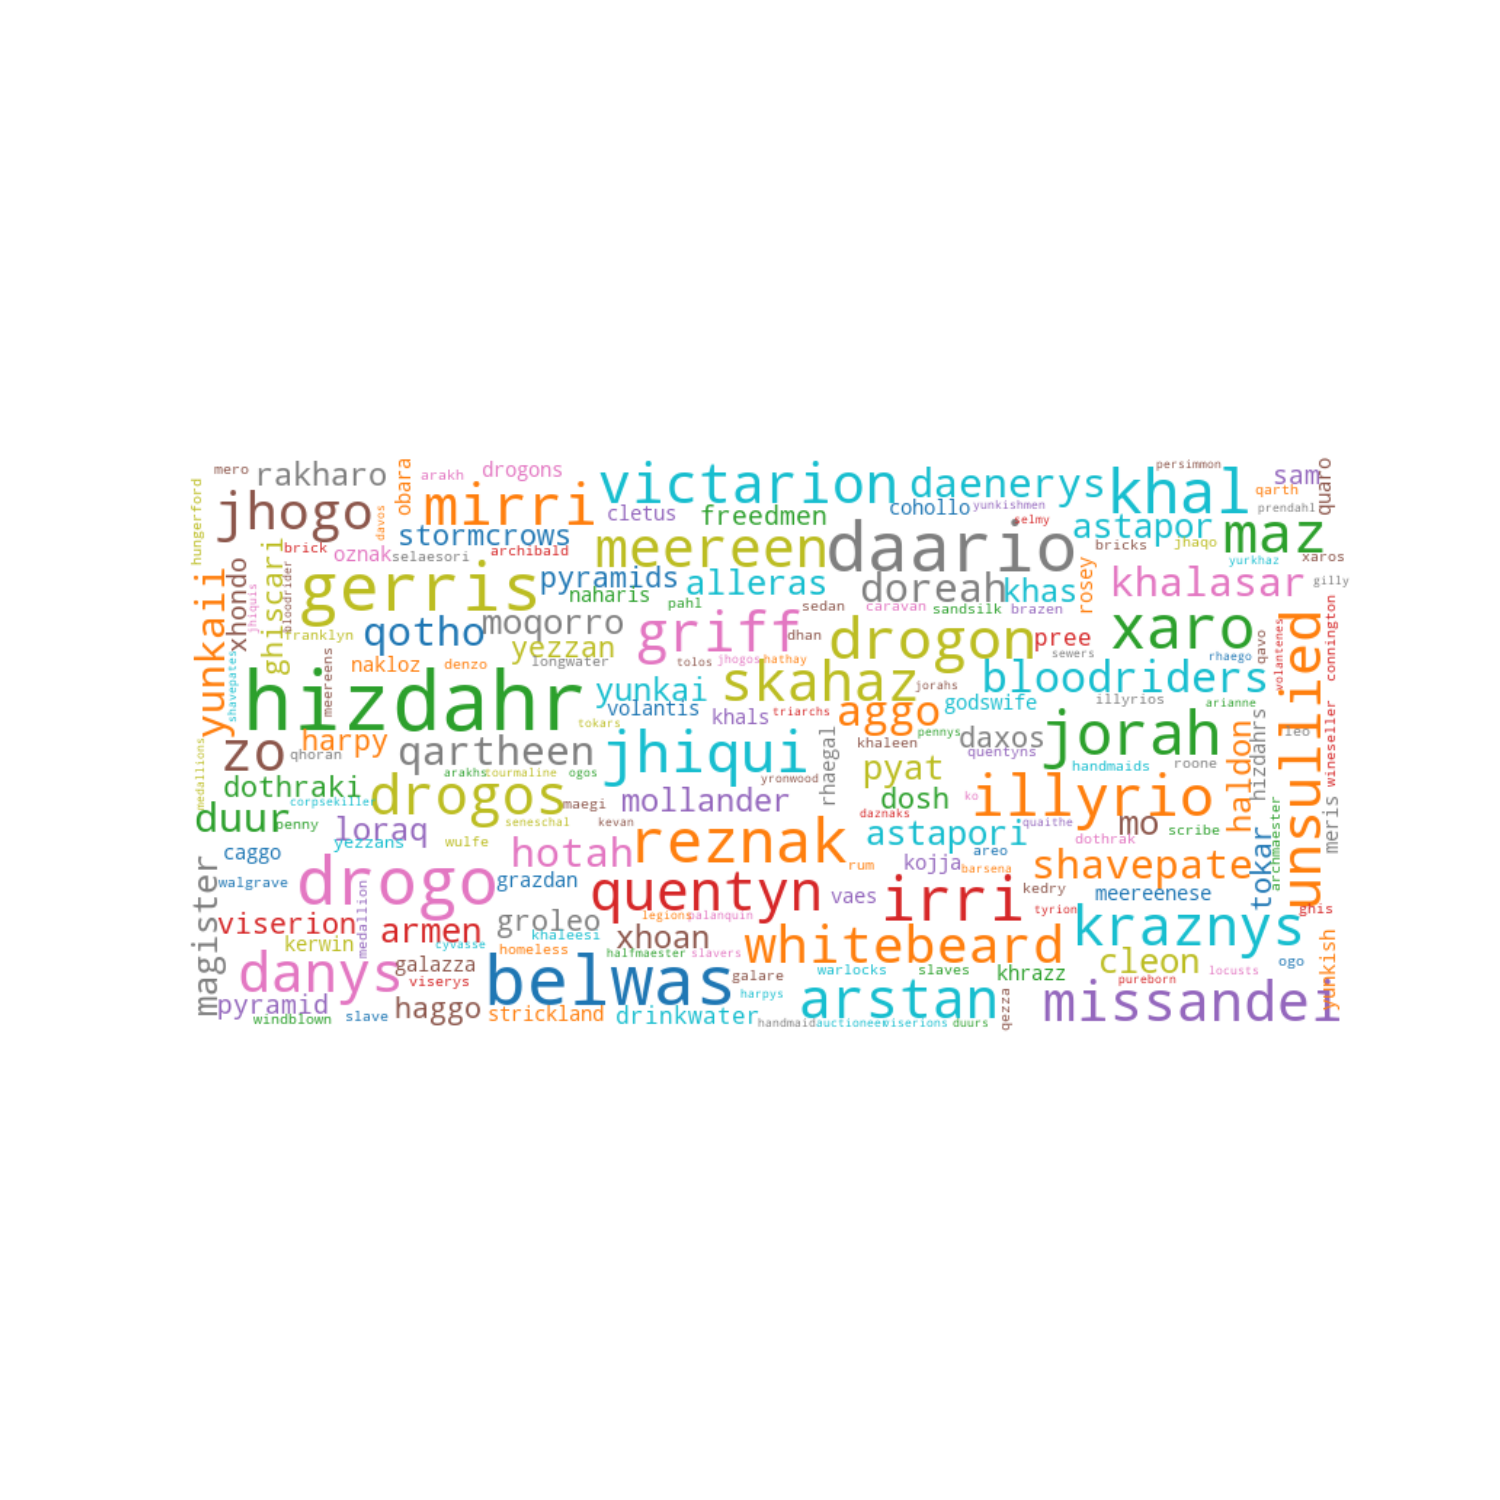 mero rakharo obara arakh drogons victarion daenerys khal persimmon sam quaro
hungerford jhogo davos mirri cletus freedmen cohollo yunkishmen selmy qarth prendahl
brick oznak stormcrows selaesori archibald meereen daario astapor bricks jhaqo maz xaros
yunkaii xhondo jhiquis ghiscari bloodrider gerris pyramids naharis alleras pahl sedan doreah caravan khas sandsilk brazen rosey khalasar yurkhaz gilly
franklyn qotho moqorro yezzan griff dhan drogon pree sewers xaro qavo volantenes unsullied connington
shavepates meereens nakloz denzo longwater tolos jhogos hathay skahaz jorahs bloodriders rhaego
hizdahr yunkai volantis khals triarchs aggo godswife illyrios arianne
tokars pennys daxos jorah haldon hizdahrs leo wineseller
zo qhoran harpy qartheen jhiqui rhaegal khaleen quentyns handmaids roone
medallions dothraki corpsekiller arakhs tourmaline ogos yronwood pyat
drogos maegi mollander dosh ko illyrio
duur penny loraq yezzans wulfe seneschal kevan reznak daznaks astapori quaithe mo dothrak scribe archmaester meris
magister caggo walgrave hotah grazdan rum kojja areo barsena shavepate tokar
drogo medallion quentyn vaes irri kedry tyrion meereenese ghis
viserion armen groleo legions palanquin kraznys
kerwin cyvasse khaleesi homeless xhoan halfmaester slavers whitebeard cleon locusts ogo yunkish
danys galazza viserys belwas galare warlocks slaves khrazz pureborn
pyramid haggo strickland drinkwater harpys arstan qezza missandei
windblown slave handmaid auctioneer viserions duurs